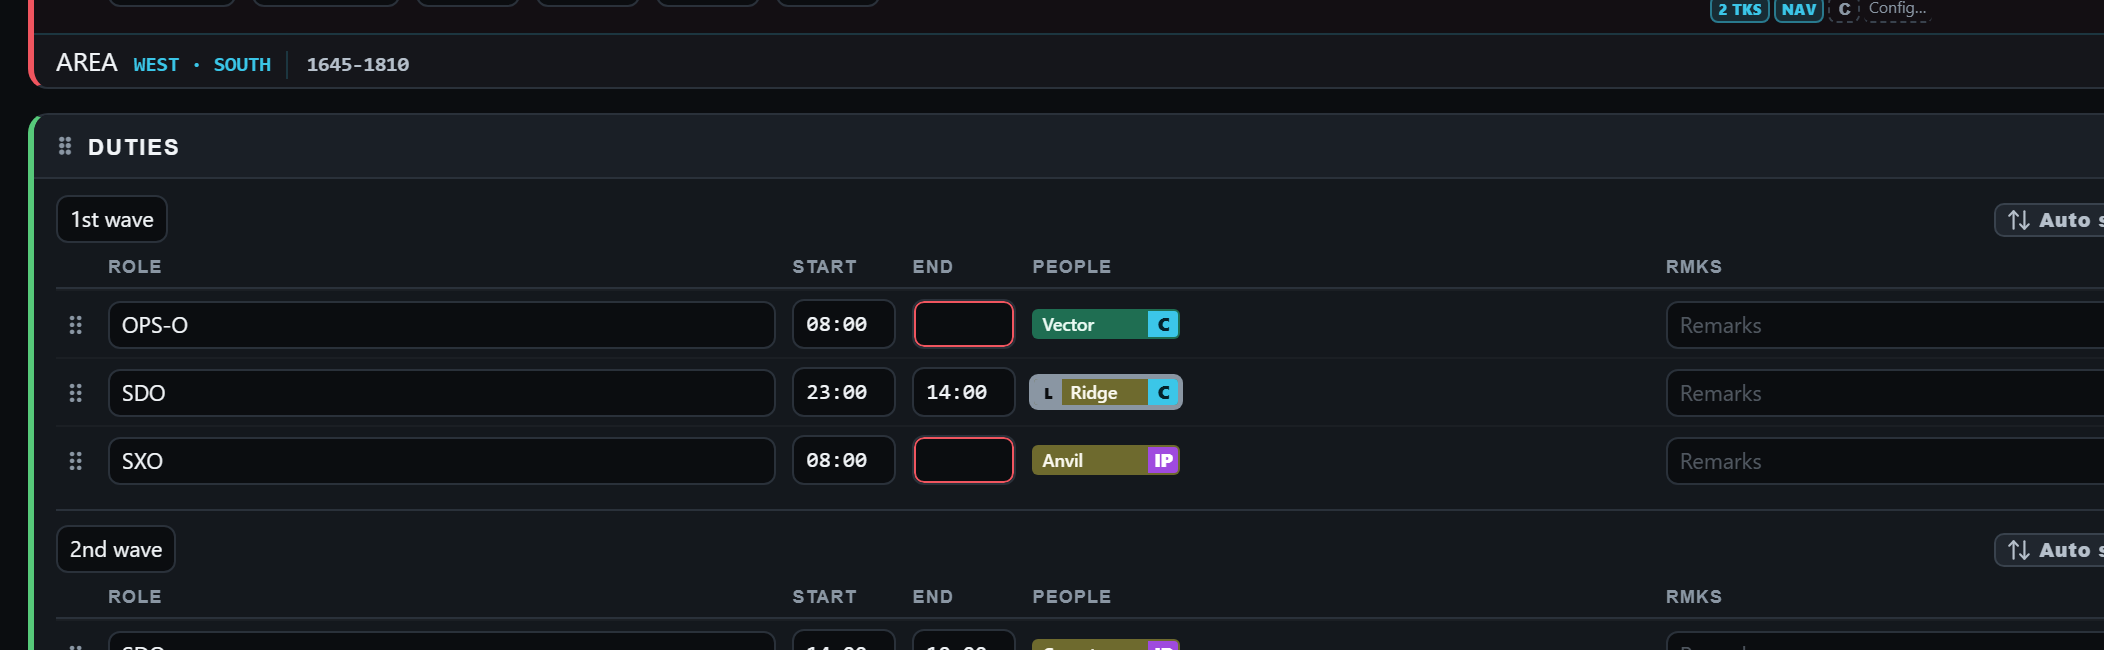 2 TKS NAV C Config...
AREA WEST · SOUTH 1645-1810
DUTIES
1st wave Auto
ROLE START END PEOPLE RMKS
OPS-O 08:00 Vector C Remarks
SDO 23:00 14:00 L Ridge C Remarks
SXO 08:00 Anvil IP Remarks
2nd wave Auto
ROLE START END PEOPLE RMKS
SDO